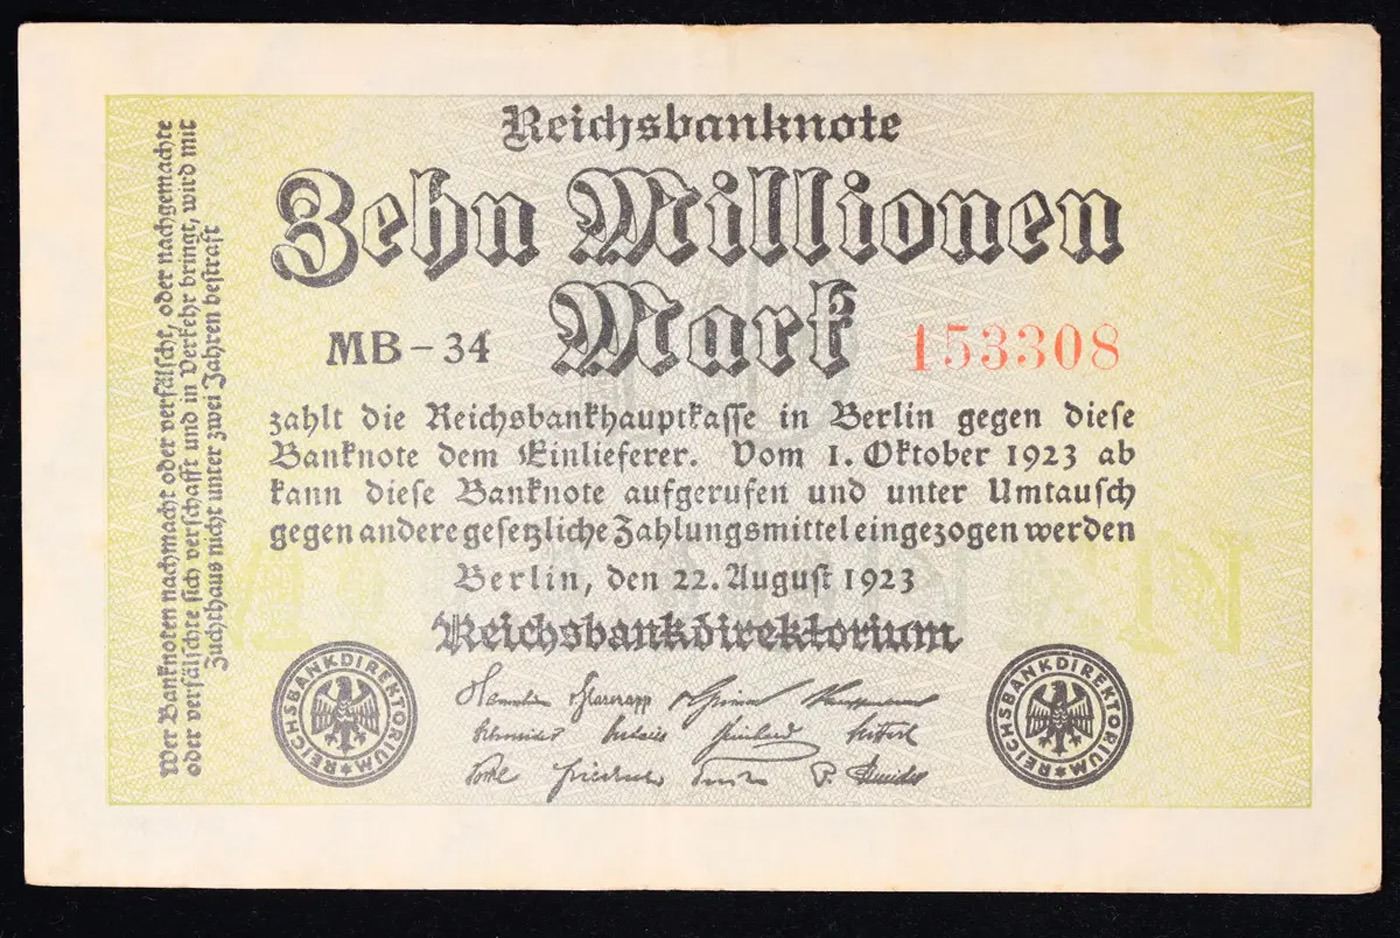 Reichsbanknote
Zehn Millionen
Mark
MB-34
153308
zahlt die Reichsbankhauptkasse in Berlin gegen diese
Banknote dem Einlieferer. Vom 1. Oktober 1923 ab
kann diese Banknote aufgerufen und unter Umtausch
gegen andere gesetzliche Zahlungsmittel eingezogen werden
Berlin, den 22. August 1923
Reichsbankdirektorium
REICHSBANKDIREKTORIUM
REICHSBANKDIREKTORIUM
Wer Banknoten nachmacht oder verfälscht, oder nachgemachte
oder verfälschte sich verschafft und in Verkehr bringt, wird mit
Zuchthaus nicht unter zwei Jahren bestraft